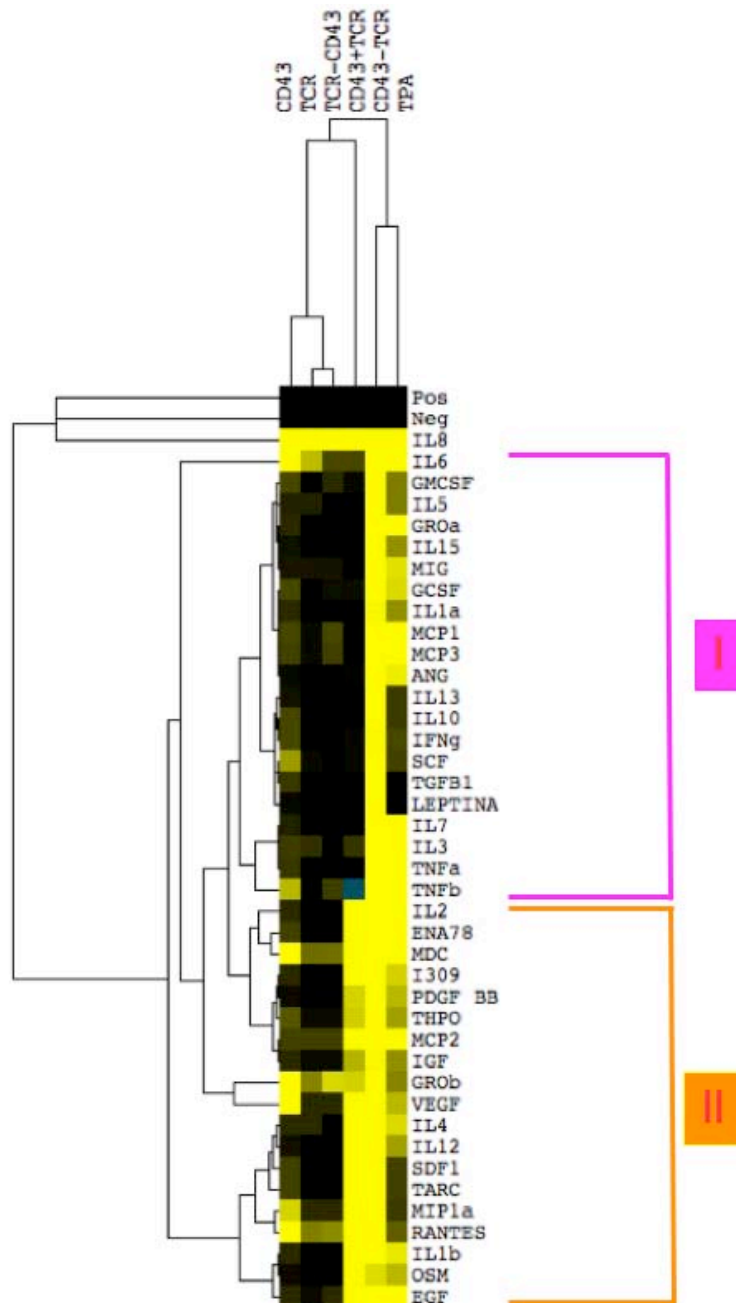 CD43
TCR
TCR-CD43
CD43+TCR
CD43-TCR
TPA
Pos
Neg
IL8
IL6
GMCSF
IL5
GROa
IL15
MIG
GCSF
IL1a
MCP1
MCP3
ANG
IL13
IL10
IFNg
SCF
TGFB1
LEPTINA
IL7
IL3
TNFa
TNFb
IL2
ENA78
MDC
I309
PDGF BB
THPO
MCP2
IGF
GROb
VEGF
IL4
IL12
SDF1
TARC
MIP1a
RANTES
IL1b
OSM
EGF
I
II